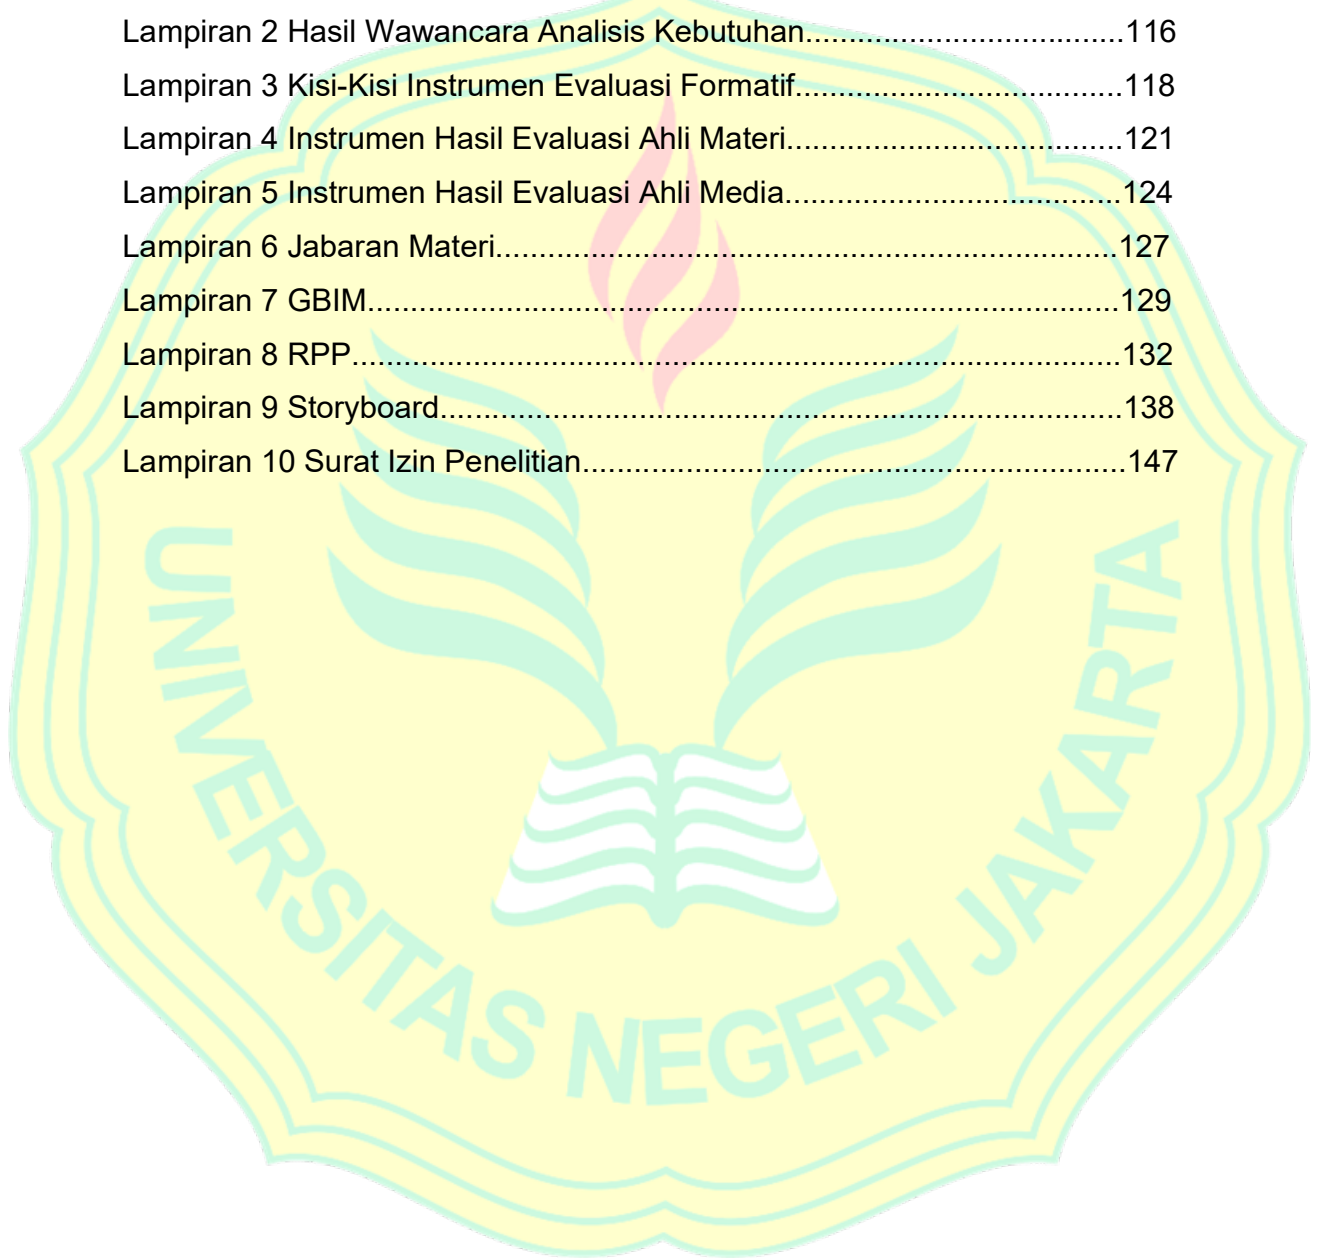 Lampiran 2 Hasil Wawancara Analisis Kebutuhan.....................................116
Lampiran 3 Kisi-Kisi Instrumen Evaluasi Formatif......................................118
Lampiran 4 Instrumen Hasil Evaluasi Ahli Materi.......................................121
Lampiran 5 Instrumen Hasil Evaluasi Ahli Media.......................................124
Lampiran 6 Jabaran Materi........................................................................127
Lampiran 7 GBIM.......................................................................................129
Lampiran 8 RPP.........................................................................................132
Lampiran 9 Storyboard...............................................................................138
Lampiran 10 Surat Izin Penelitian...............................................................147
UNIVERSITAS NEGERI JAKARTA